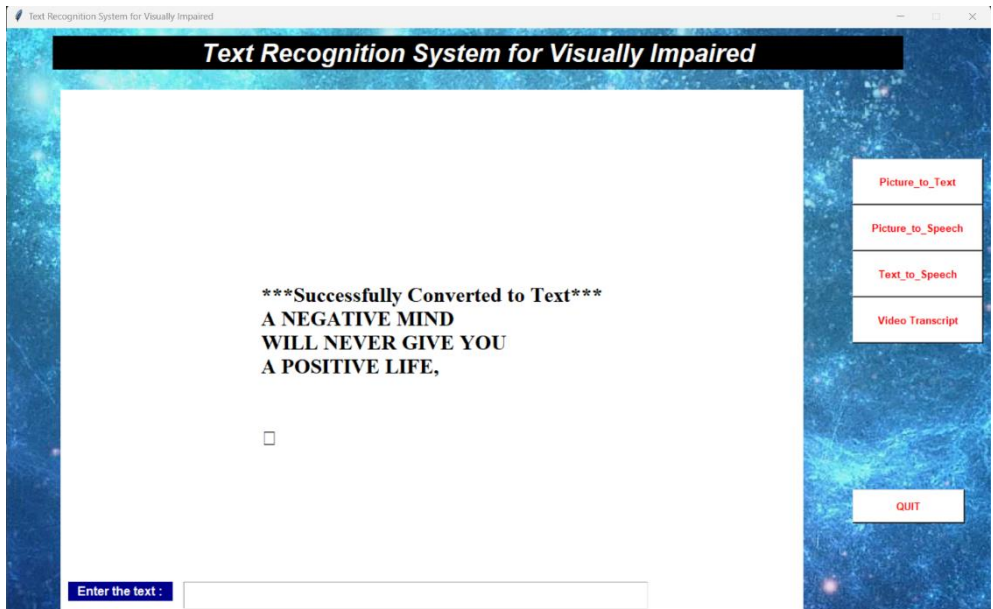 Text Recognition System for Visually Impaired
Text Recognition System for Visually Impaired
Picture_to_Text
Picture_to_Speech
Text_to_Speech
Video Transcript
***Successfully Converted to Text***
A NEGATIVE MIND
WILL NEVER GIVE YOU
A POSITIVE LIFE,
QUIT
Enter the text :